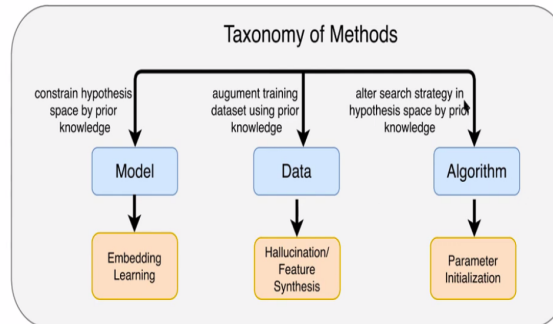 Taxonomy of Methods
constrain hypothesis
space by prior
knowledge
augument training
dataset using prior
knowledge
alter search strategy in
hypothesis space by prior
knowledge
Model
Data
Algorithm
Embedding
Learning
Hallucination/
Feature
Synthesis
Parameter
Initialization